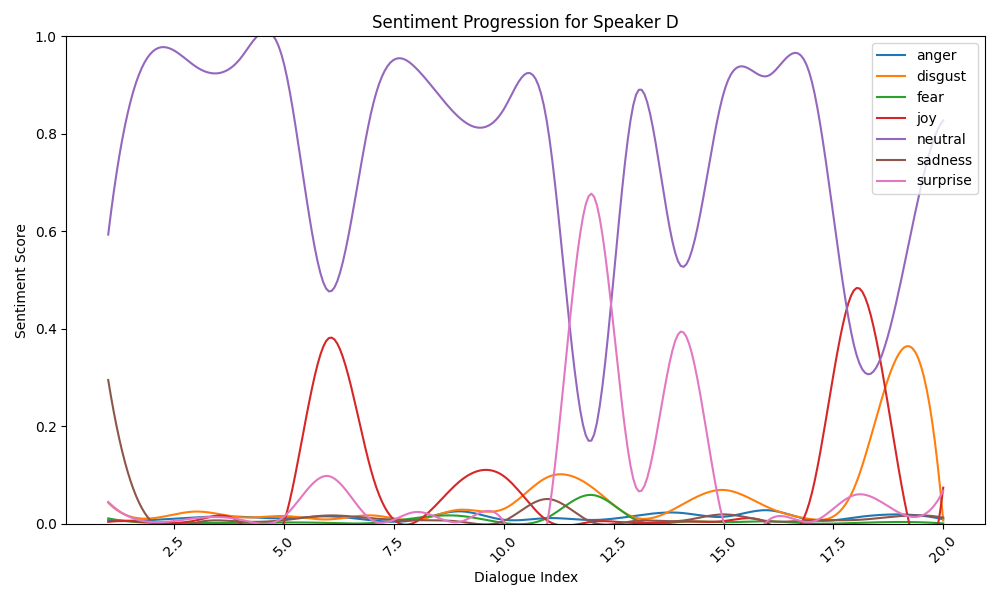 Sentiment Progression for Speaker D
Sentiment Score
1.0
0.8
0.6
0.4
0.2
0.0
anger
disgust
fear
joy
neutral
sadness
surprise
2.5
5.0
7.5
10.0
12.5
15.0
17.5
20.0
Dialogue Index